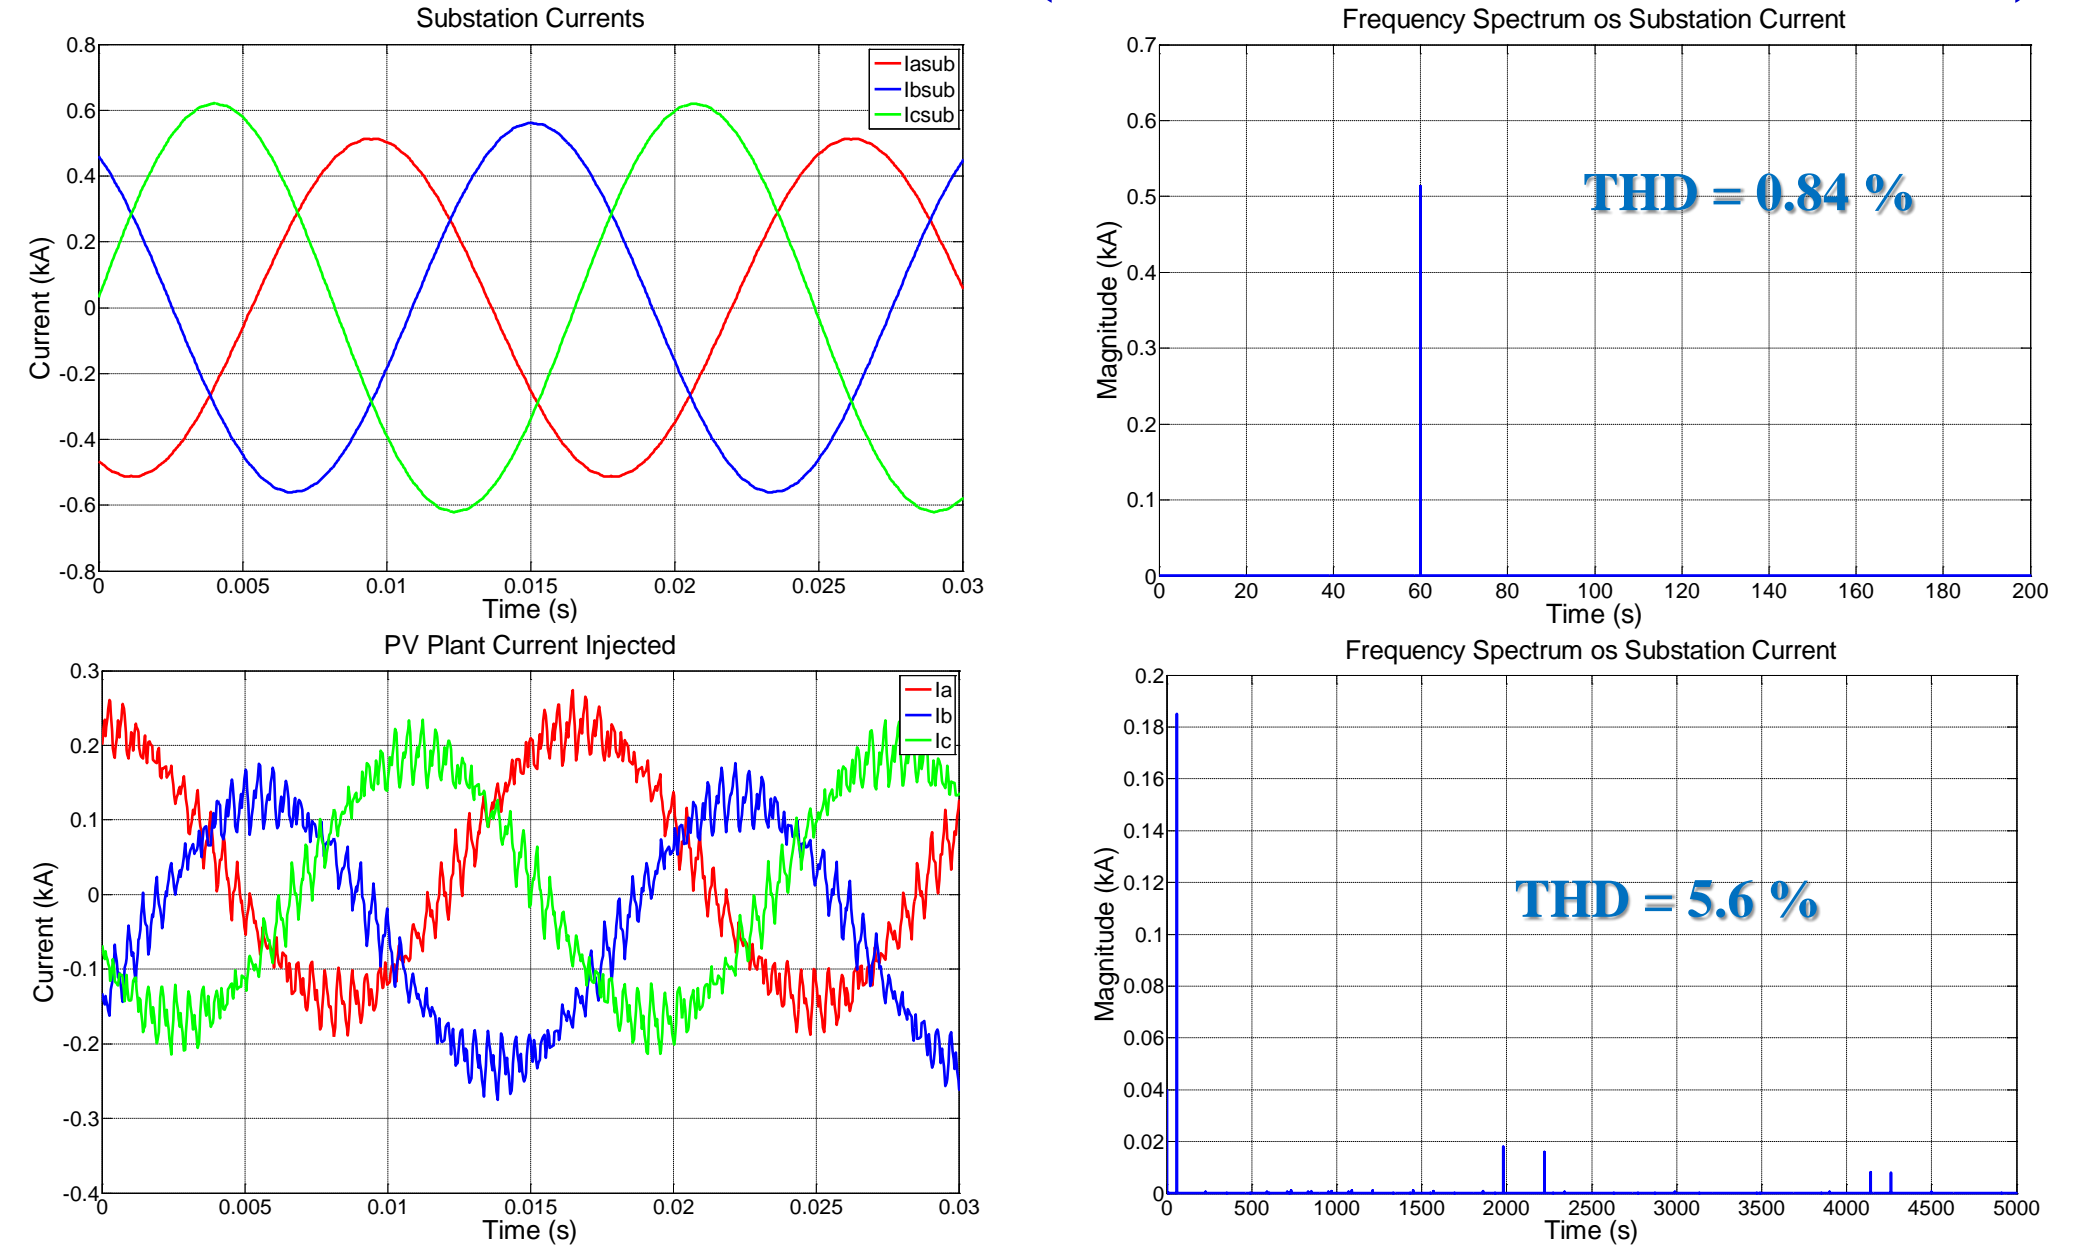 Substation Currents
0.8
0.6
0.4
0.2
0
-0.2
-0.4
-0.6
-0.8
Current (kA)
Iasub
Ibsub
Icsub
0 0.005 0.01 0.015 0.02 0.025 0.03
Time (s)
Frequency Spectrum os Substation Current
0.7
0.6
0.5
0.4
0.3
0.2
0.1
0
Magnitude (kA)
THD = 0.84 %
0 20 40 60 80 100 120 140 160 180 200
Time (s)
PV Plant Current Injected
0.3
0.2
0.1
0
-0.1
-0.2
-0.3
-0.4
Current (kA)
Ia
Ib
Ic
0 0.005 0.01 0.015 0.02 0.025 0.03
Time (s)
Frequency Spectrum os Substation Current
0.2
0.18
0.16
0.14
0.12
0.1
0.08
0.06
0.04
0.02
0
Magnitude (kA)
THD = 5.6 %
0 500 1000 1500 2000 2500 3000 3500 4000 4500 5000
Time (s)